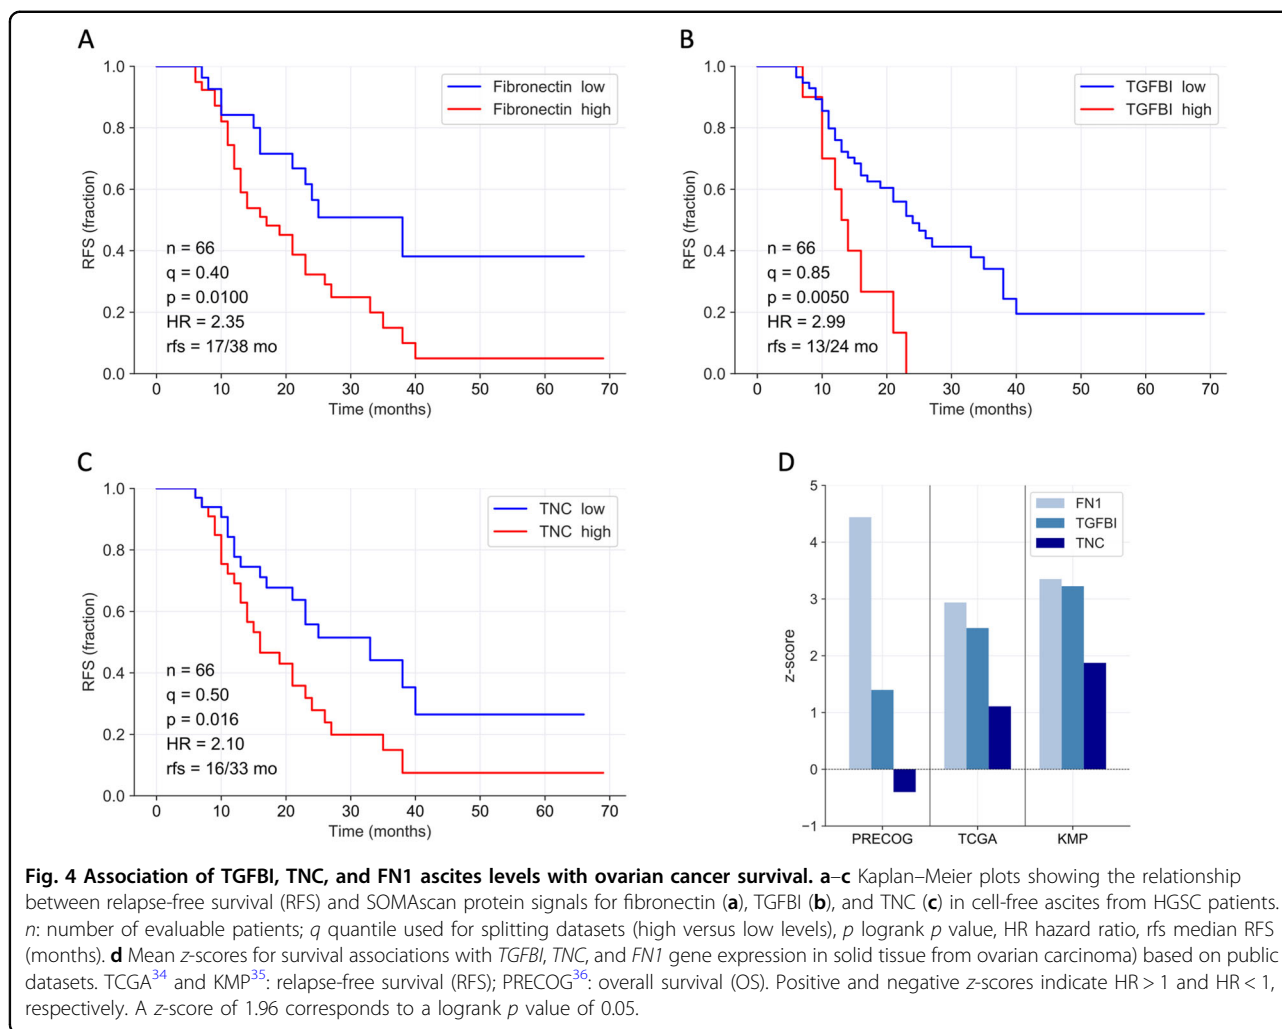 A
1.0
0.8
0.6
0.4
0.2
0.0
RFS (fraction)
Fibronectin low
Fibronectin high
n = 66
q = 0.40
p = 0.0100
HR = 2.35
rfs = 17/38 mo
0 10 20 30 40 50 60 70
Time (months)
B
1.0
0.8
0.6
0.4
0.2
0.0
RFS (fraction)
TGFBI low
TGFBI high
n = 66
q = 0.85
p = 0.0050
HR = 2.99
rfs = 13/24 mo
0 10 20 30 40 50 60 70
Time (months)
C
1.0
0.8
0.6
0.4
0.2
0.0
RFS (fraction)
TNC low
TNC high
n = 66
q = 0.50
p = 0.016
HR = 2.10
rfs = 16/33 mo
0 10 20 30 40 50 60 70
Time (months)
D
5
4
3
2
1
0
−1
z-score
FN1
TGFBI
TNC
PRECOG TCGA KMP
Fig. 4 Association of TGFBI, TNC, and FN1 ascites levels with ovarian cancer survival. a–c Kaplan–Meier plots showing the relationship
between relapse-free survival (RFS) and SOMAscan protein signals for fibronectin (a), TGFBI (b), and TNC (c) in cell-free ascites from HGSC patients.
n: number of evaluable patients; q quantile used for splitting datasets (high versus low levels), p logrank p value, HR hazard ratio, rfs median RFS
(months). d Mean z-scores for survival associations with TGFBI, TNC, and FN1 gene expression in solid tissue from ovarian carcinoma) based on public
datasets. TCGA34 and KMP35: relapse-free survival (RFS); PRECOG36: overall survival (OS). Positive and negative z-scores indicate HR > 1 and HR < 1,
respectively. A z-score of 1.96 corresponds to a logrank p value of 0.05.